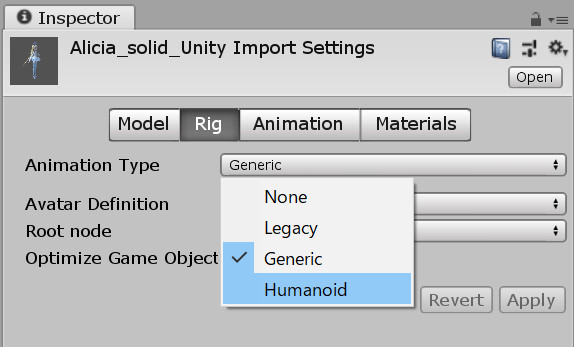 Inspector
Alicia_solid_Unity Import Settings
Open
Model Rig Animation Materials
Animation Type Generic
None
Avatar Definition
Legacy
Root node
Generic
Optimize Game Object
Humanoid
Revert Apply